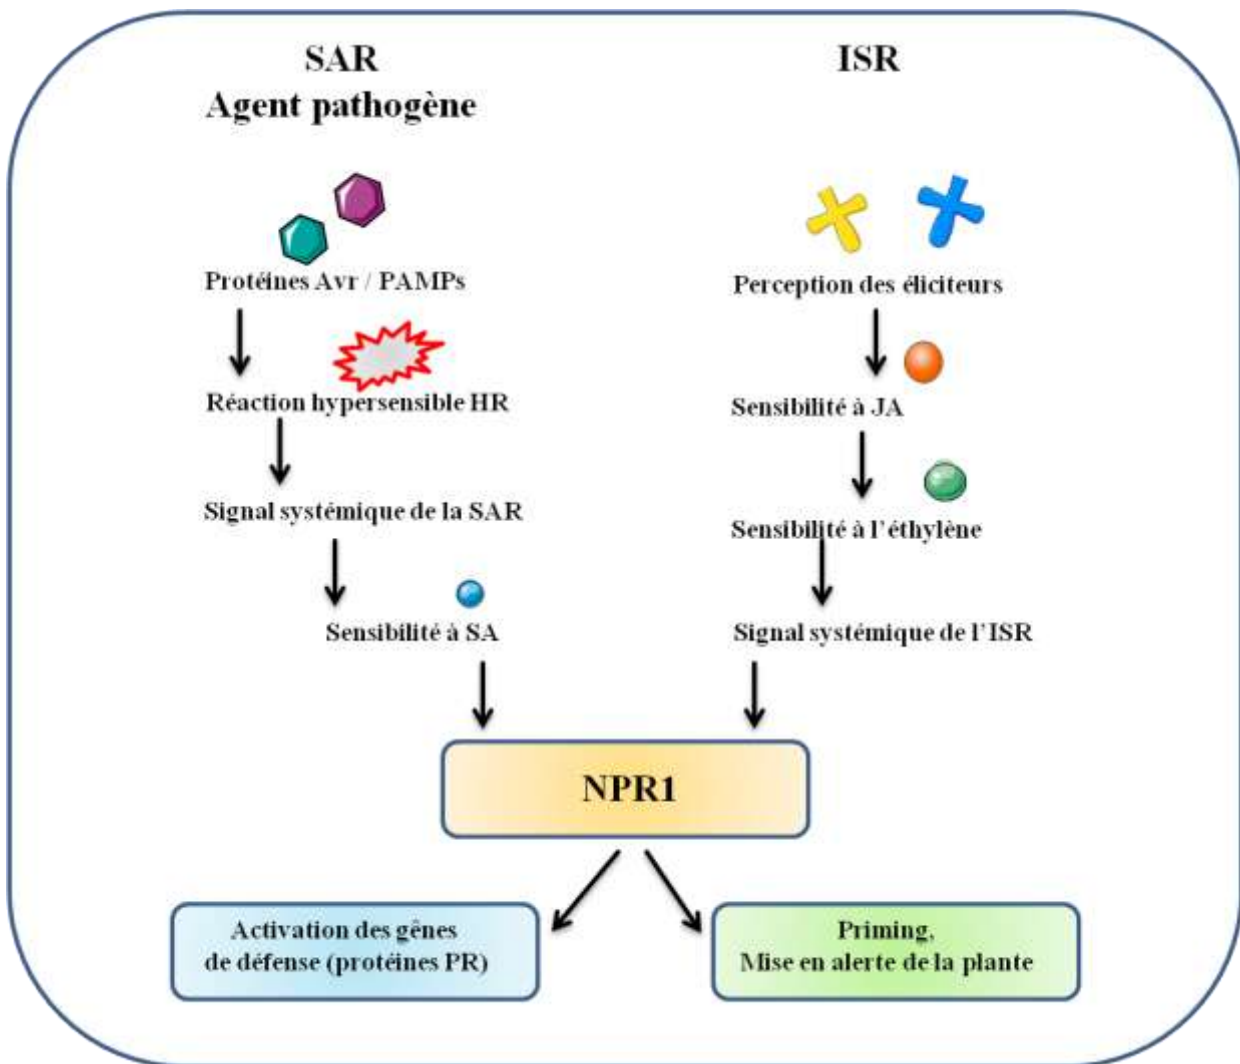 SAR
Agent pathogène
Protéines Avr / PAMPs
Réaction hypersensible HR
Signal systémique de la SAR
Sensibilité à SA
ISR
Perception des éliciteurs
Sensibilité à JA
Sensibilité à l'éthylène
Signal systémique de l'ISR
NPR1
Activation des gênes
de défense (protéines PR)
Priming,
Mise en alerte de la plante